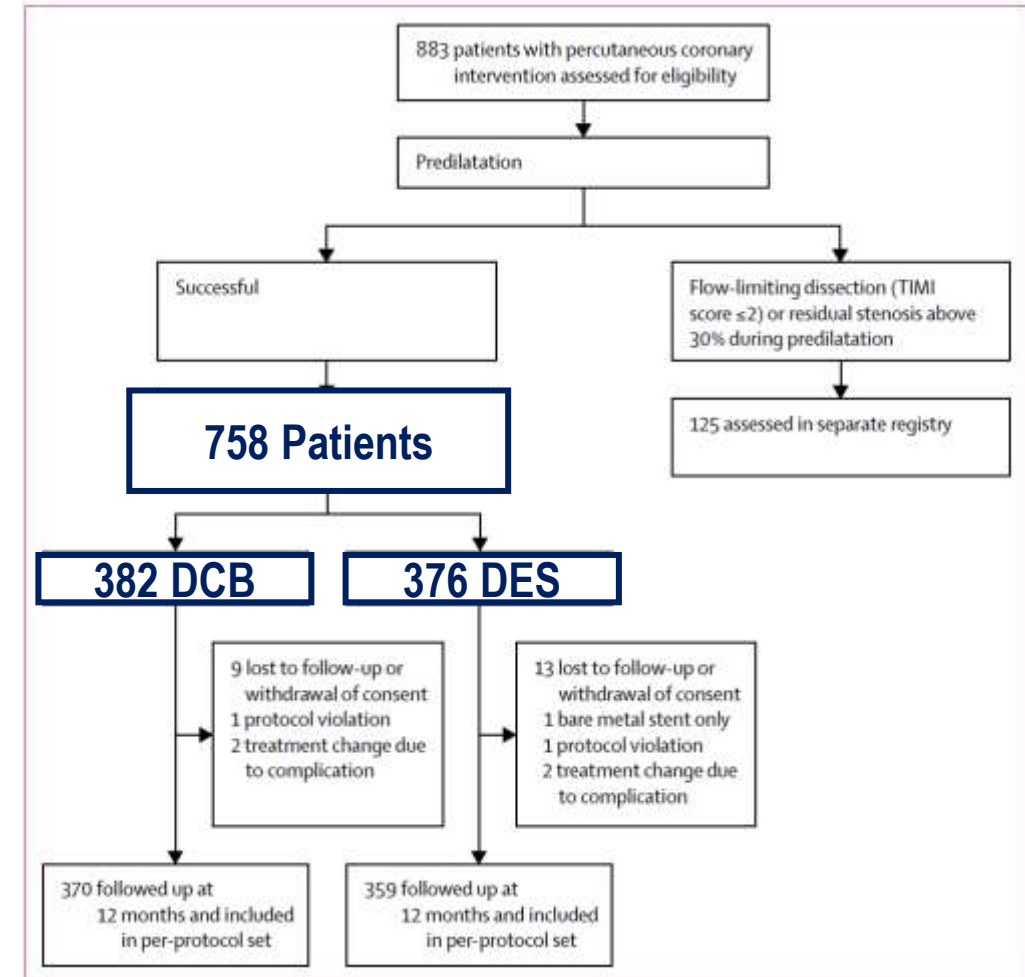 883 patients with percutaneous coronary
intervention assessed for eligibility
Predilatation
Successful
Flow-limiting dissection (TIMI
score ≤2) or residual stenosis above
30% during predilatation
758 Patients
125 assessed in separate registry
382 DCB
376 DES
9 lost to follow-up or
withdrawal of consent
1 protocol violation
2 treatment change due
to complication
13 lost to follow-up or
withdrawal of consent
1 bare metal stent only
1 protocol violation
2 treatment change due
to complication
370 followed up at
12 months and included
in per-protocol set
359 followed up at
12 months and included
in per-protocol set